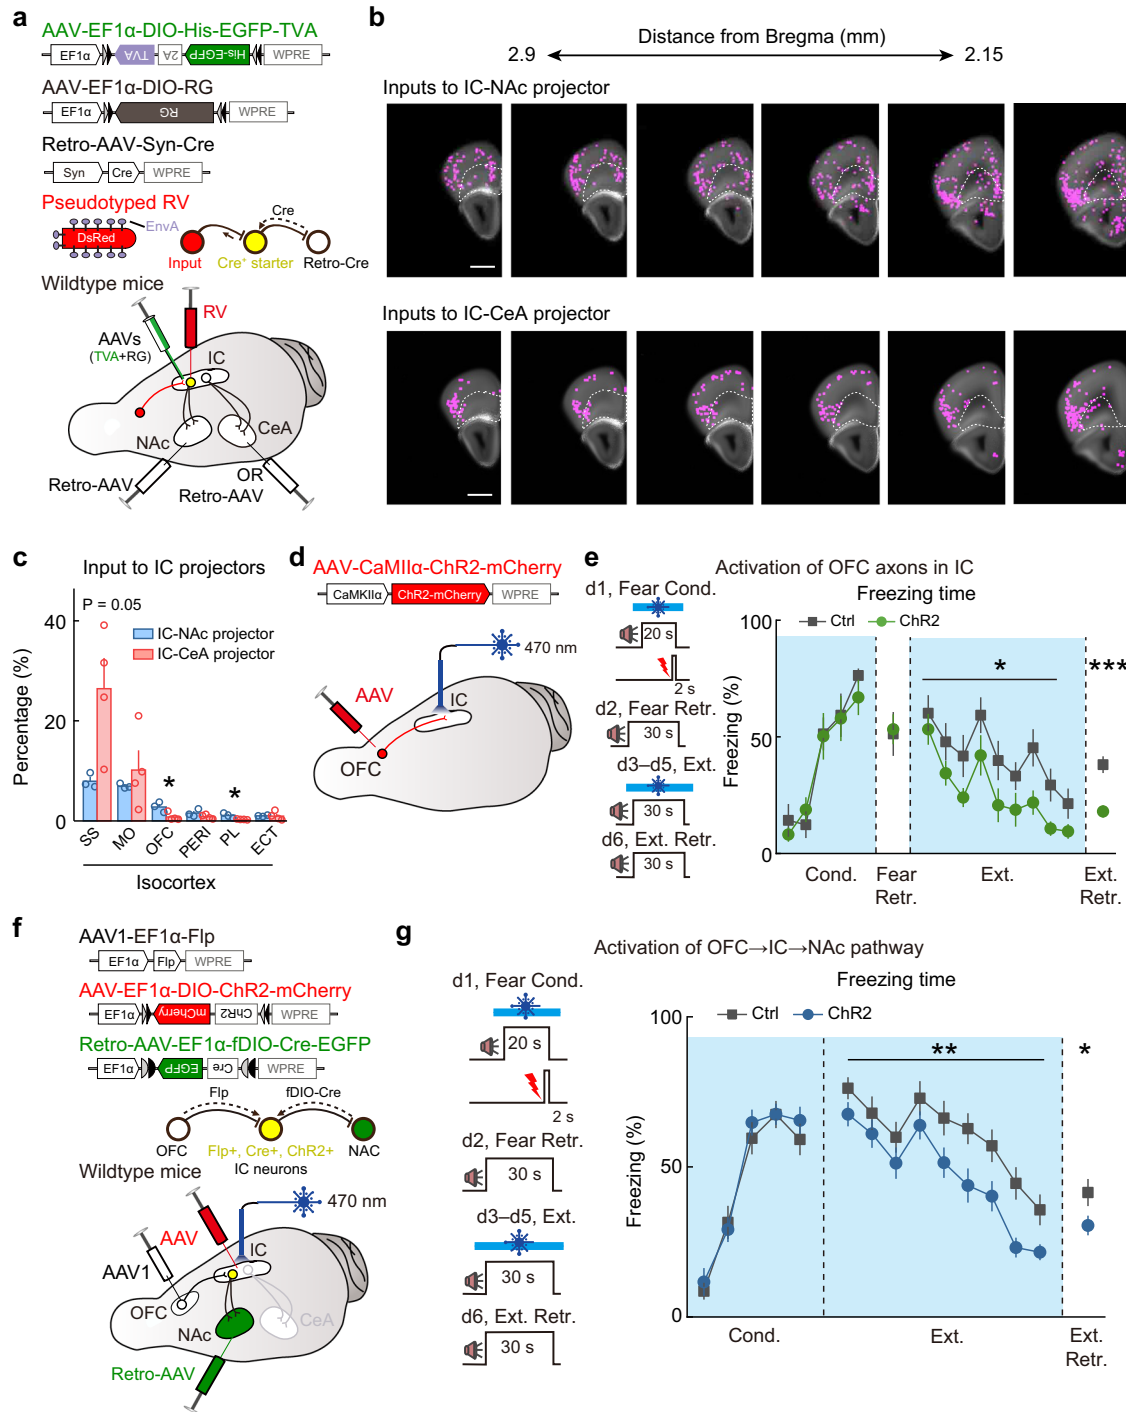 a
AAV-EF1α-DIO-His-EGFP-TVA
EF1α TVA 2A His-EGFP WPRE
AAV-EF1α-DIO-RG
EF1α RG WPRE
Retro-AAV-Syn-Cre
Syn Cre WPRE
Pseudotyped RV
EnvA
DsRed
Cre
Input Cre+ starter Retro-Cre
Wildtype mice
RV
AAVs
(TVA+RG)
IC
NAc
CeA
Retro-AAV
OR
Retro-AAV
b
Distance from Bregma (mm)
2.9 2.15
Inputs to IC-NAc projector
Inputs to IC-CeA projector
c
Input to IC projectors
P = 0.05
IC-NAc projector
IC-CeA projector
Percentage (%)
40
20
0
* *
SS MO OFC PERI PL ECT
Isocortex
d
AAV-CaMIIα-ChR2-mCherry
CaMKIIα ChR2-mCherry WPRE
470 nm
IC
AAV
OFC
e
Activation of OFC axons in IC
d1, Fear Cond.
20 s
2 s
d2, Fear Retr.
30 s
d3–d5, Ext.
30 s
d6, Ext. Retr.
30 s
Freezing time
Ctrl ChR2
Freezing (%)
100
50
0
* ***
Cond. Fear Retr. Ext. Ext. Retr.
f
AAV1-EF1α-Flp
EF1α Flp WPRE
AAV-EF1α-DIO-ChR2-mCherry
EF1α mCherry ChR2 WPRE
Retro-AAV-EF1α-fDIO-Cre-EGFP
EF1α EGFP Cre WPRE
Flp fDIO-Cre
OFC Flp+, Cre+, ChR2+ NAC
IC neurons
Wildtype mice
470 nm
AAV
IC
AAV1
OFC
NAc
CeA
Retro-AAV
g
Activation of OFC→IC→NAc pathway
d1, Fear Cond.
20 s
2 s
d2, Fear Retr.
30 s
d3–d5, Ext.
30 s
d6, Ext. Retr.
30 s
Freezing time
Ctrl ChR2
Freezing (%)
100
50
0
** *
Cond. Ext. Ext.
Retr.